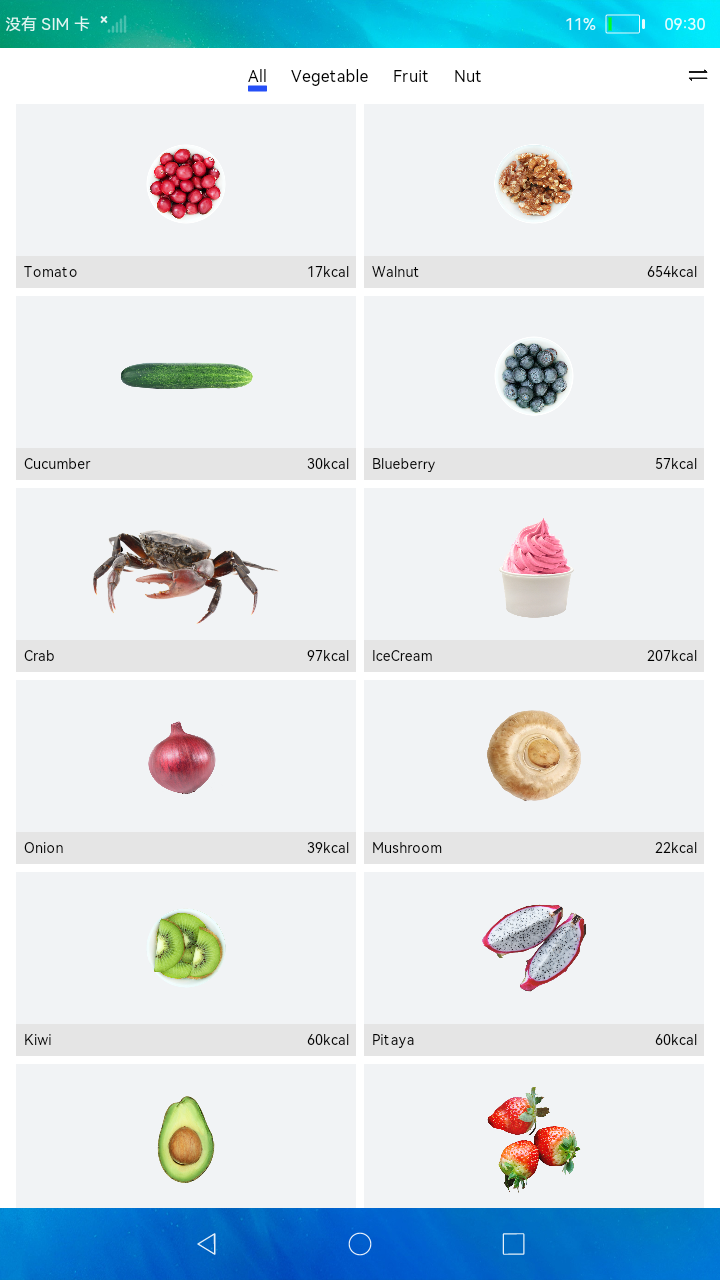 没有 SIM 卡 11% 09:30
All Vegetable Fruit Nut
Tomato 17kcal Walnut 654kcal
Cucumber 30kcal Blueberry 57kcal
Crab 97kcal IceCream 207kcal
Onion 39kcal Mushroom 22kcal
Kiwi 60kcal Pitaya 60kcal